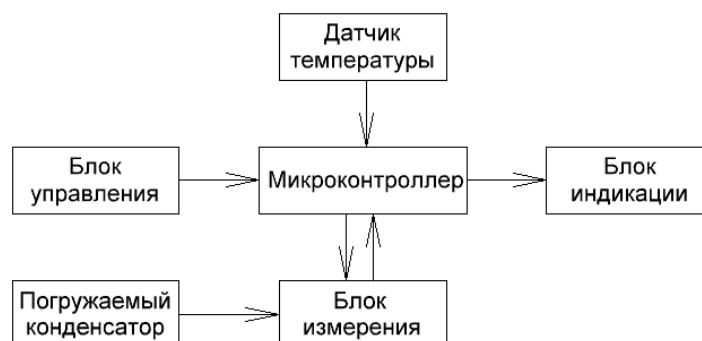 Датчик
температуры
Блок
управления
Микроконтроллер
Блок
индикации
Погружаемый
конденсатор
Блок
измерения